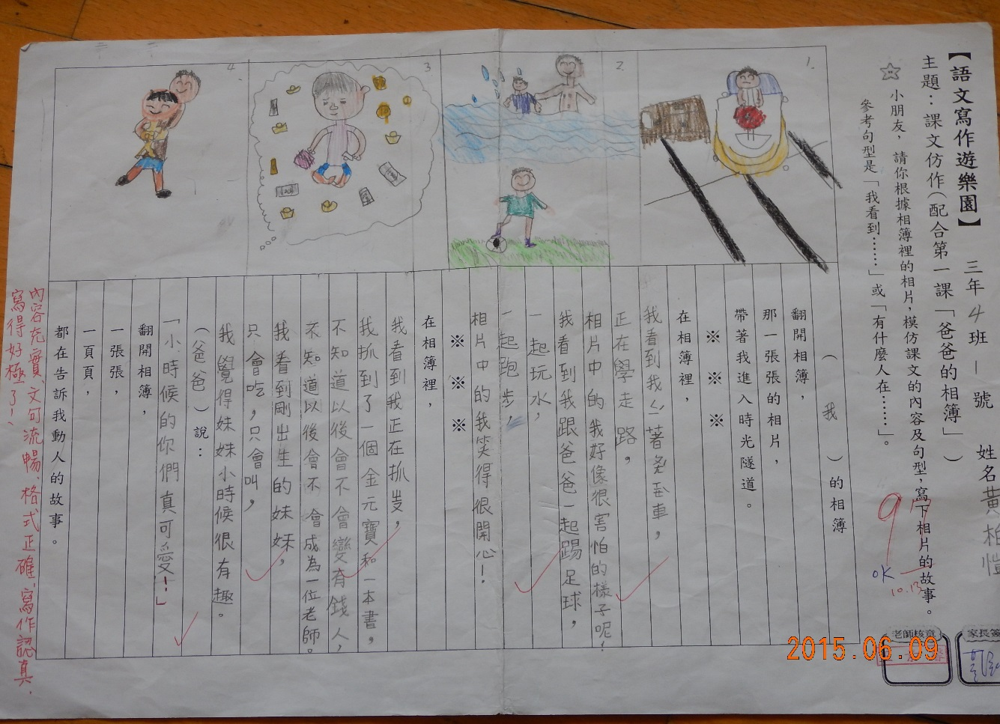 【語文寫作遊樂園】
三年4班一號 姓名黃柏愷
主題：課文仿作（配合第一課「爸爸的相簿」）
小朋友，請你根據相簿裡的相片，模仿課文的內容及句型，寫下相片的故事。
參考句型是「我看到……」或「有什麼人在……」。
97
OK
10.13
老師核章
家長簽
（我）的相簿
翻開相簿，
那一張張的相片，
帶著我進入時光隧道。
※ ※ ※
在相簿裡，
我看到我ㄊㄨㄟ著兔子車，
正在學走路，
相片中的我好像很害怕的樣子呢！
我看到我跟爸爸一起踢足球，
一起玩水，
一起跑步，
相片中的我笑得很開心！
※ ※ ※
在相簿裡，
我看到我正在抓歲，
我抓到了一個金元寶和一本書，
不知道以後會不會變有錢人，
不知道以後會不會成為一位老師。
我看到剛出生的妹妹，
只會吃，只會叫，
我覺得妹妹小時候很有趣。
（爸爸）說：
「小時候的你們真可愛！」
翻開相簿，
一張張，
一頁頁，
都在告訴我動人的故事。
內容充實、文句流暢、格式正確、寫作認真，
寫得好極了！
1.
2.
3
4.
2015.06.09